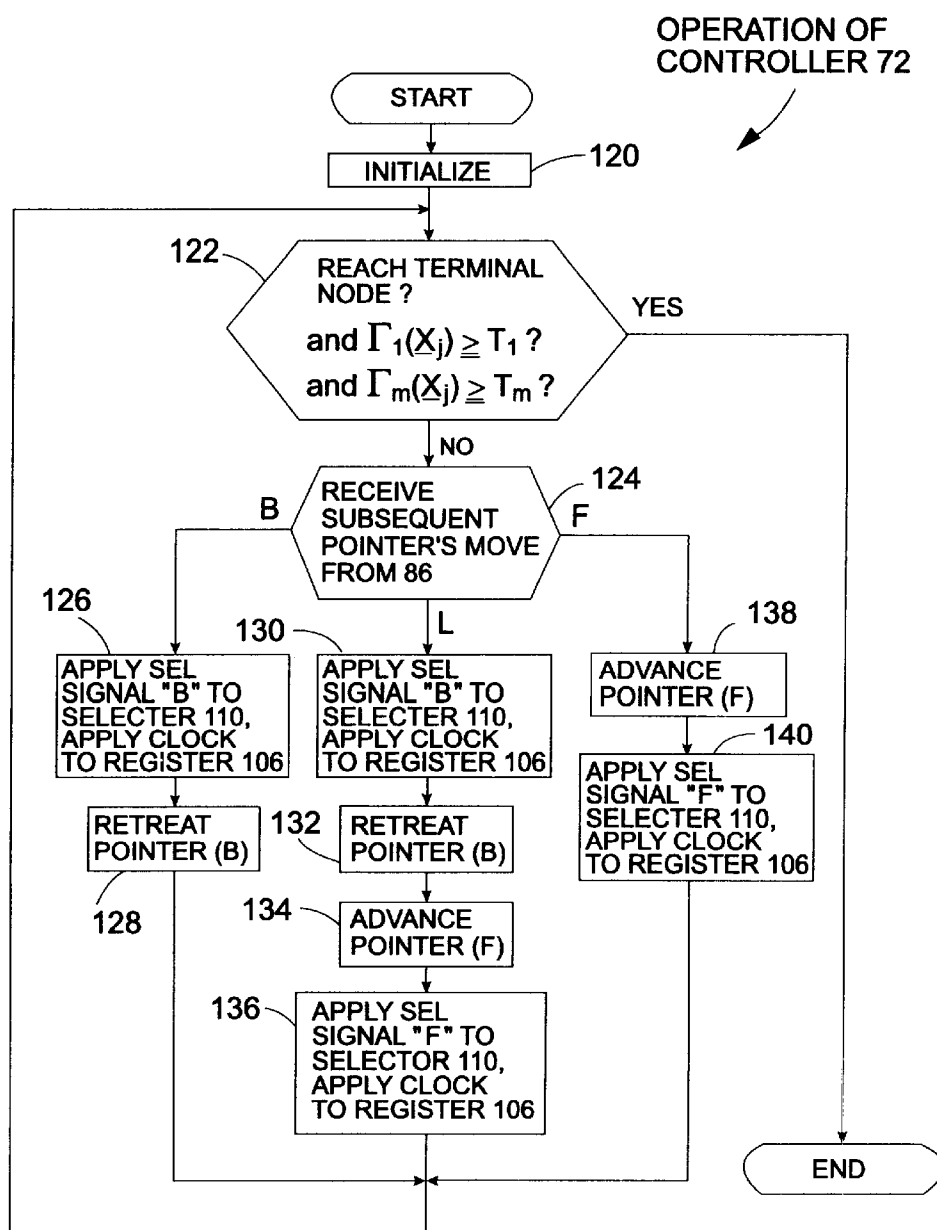 OPERATION OF
CONTROLLER 72
START
INITIALIZE
120
122
REACH TERMINAL
NODE ?
and Γ₁(X̲ⱼ) ≧ T₁ ?
and Γₘ(X̲ⱼ) ≧ Tₘ ?
YES
NO
124
B
RECEIVE
SUBSEQUENT
POINTER'S MOVE
FROM 86
F
L
126
APPLY SEL
SIGNAL "B" TO
SELECTER 110,
APPLY CLOCK
TO REGISTER 106
130
APPLY SEL
SIGNAL "B" TO
SELECTER 110,
APPLY CLOCK
TO REGISTER 106
138
ADVANCE
POINTER (F)
140
APPLY SEL
SIGNAL "F" TO
SELECTER 110,
APPLY CLOCK
TO REGISTER 106
RETREAT
POINTER (B)
128
132
RETREAT
POINTER (B)
134
ADVANCE
POINTER (F)
136
APPLY SEL
SIGNAL "F" TO
SELECTOR 110,
APPLY CLOCK
TO REGISTER 106
END